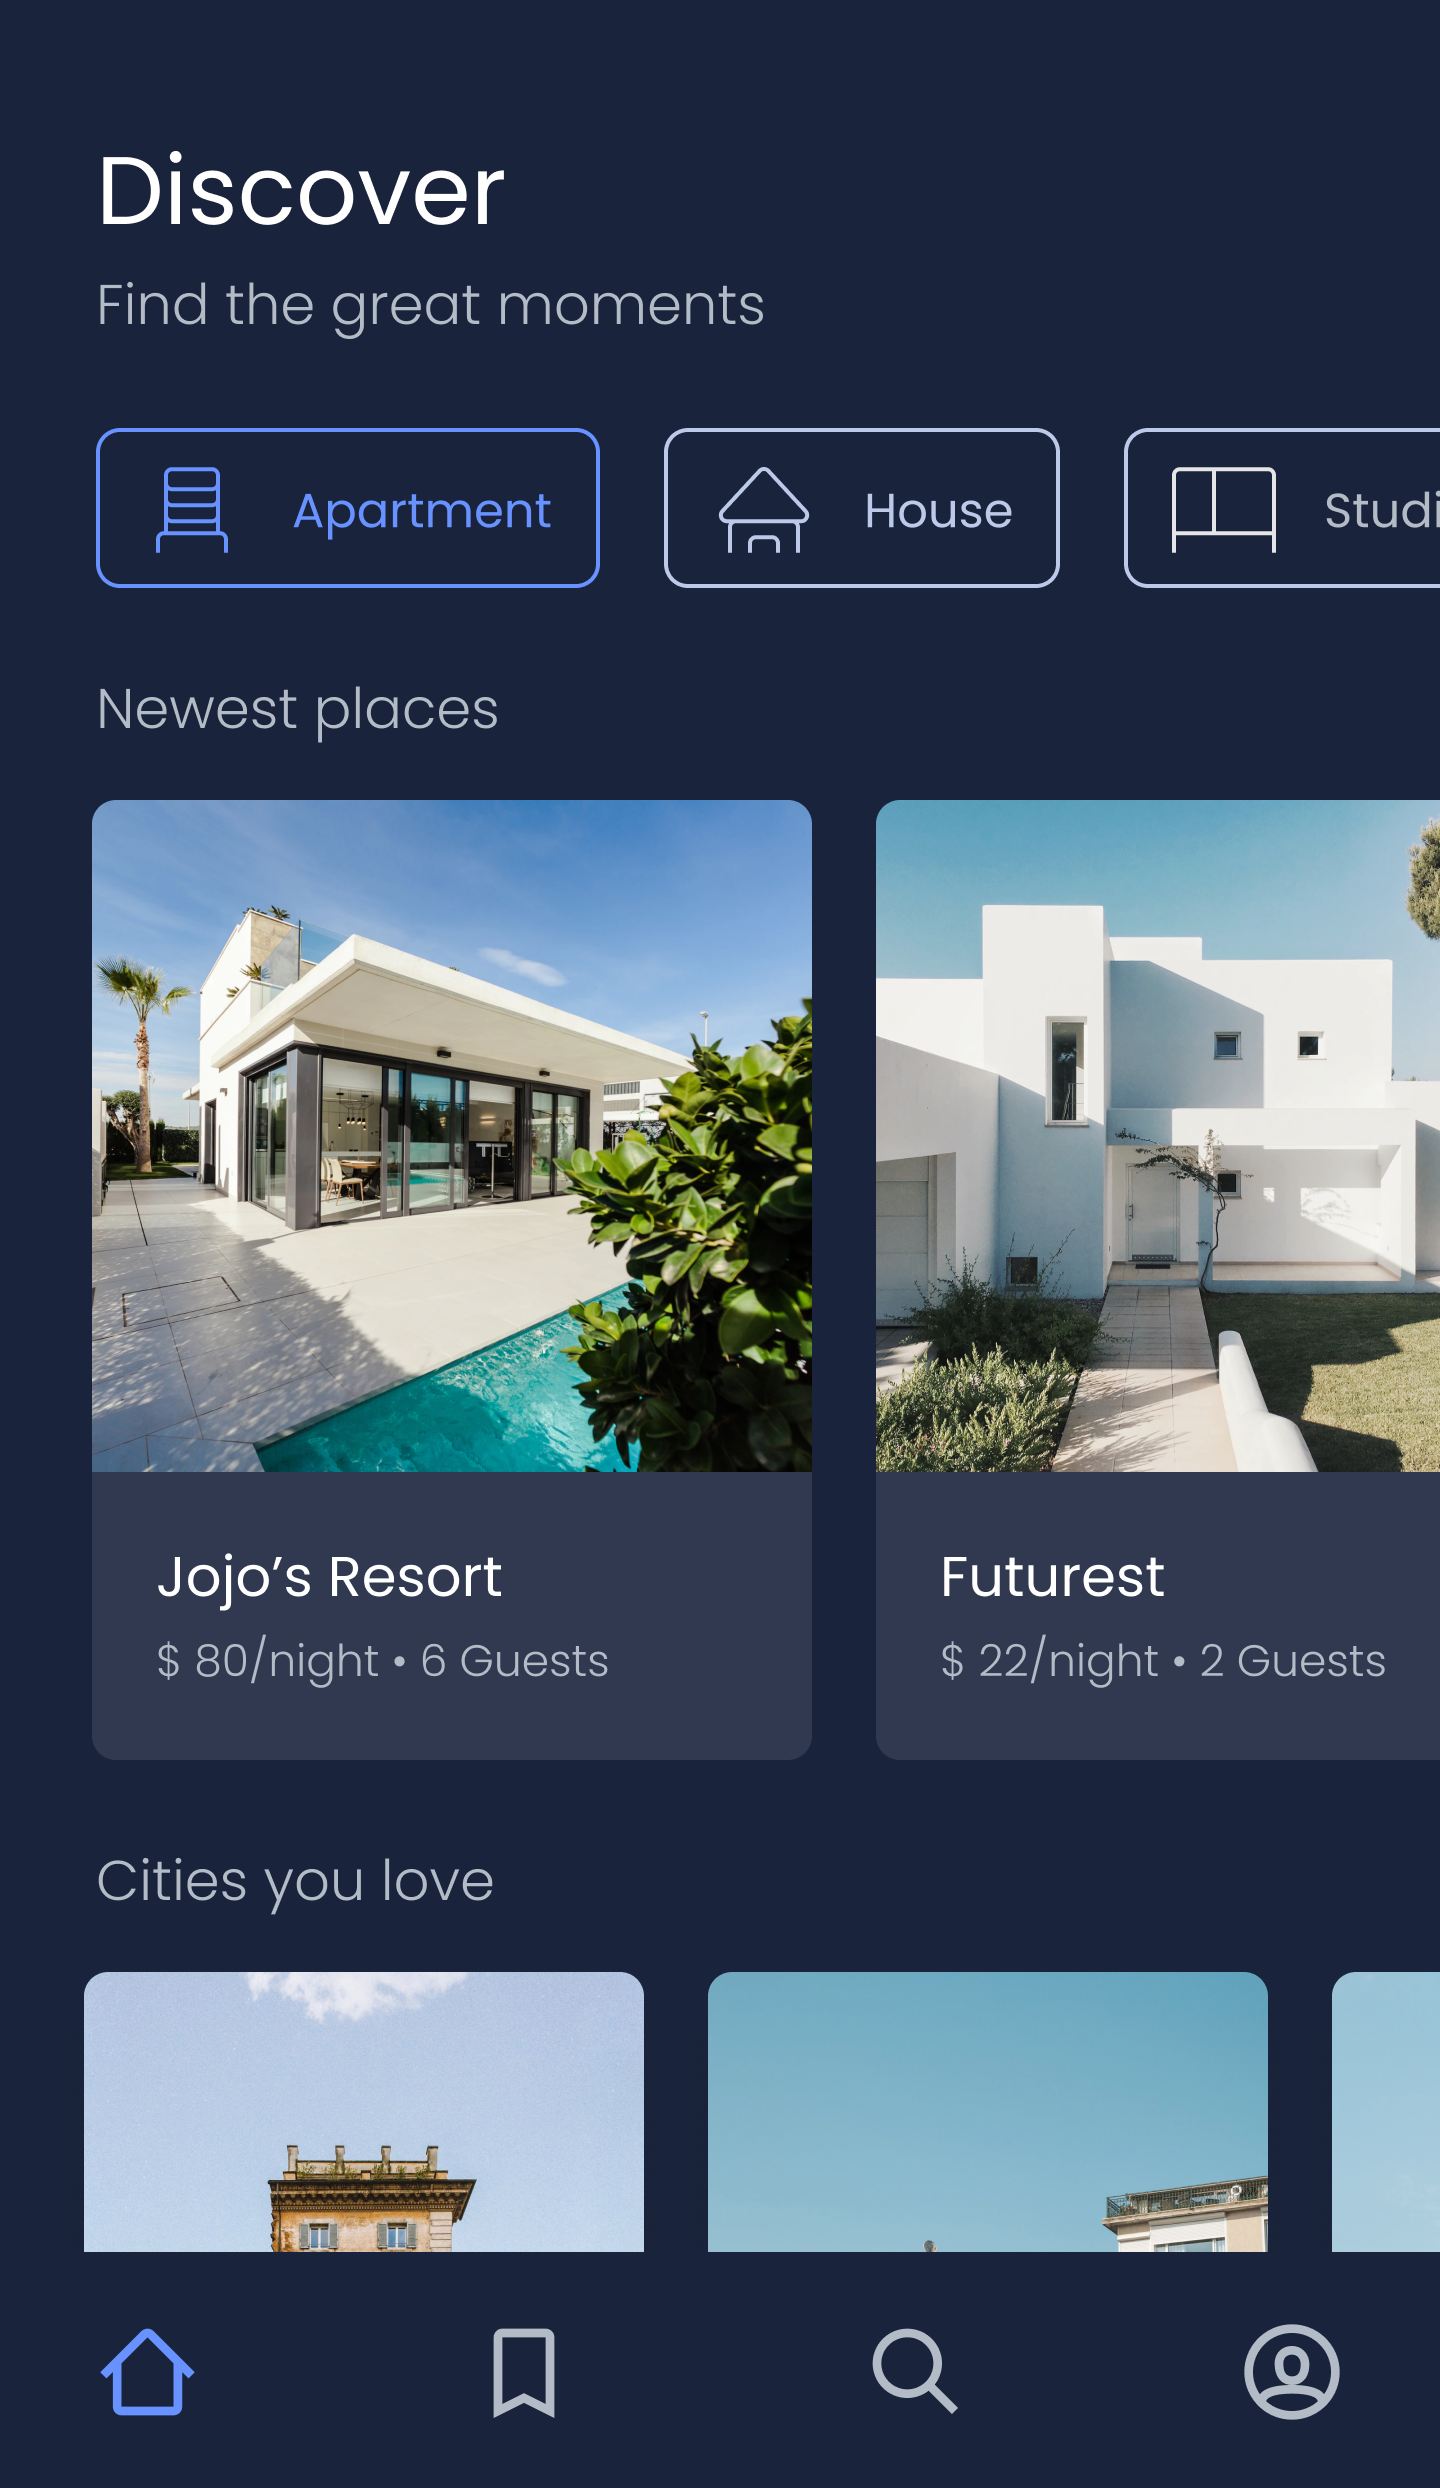 Discover
Find the great moments
Apartment
House
Newest places
Jojo’s Resort
$ 80/night • 6 Guests
Futurest
$ 22/night • 2 Guests
Cities you love